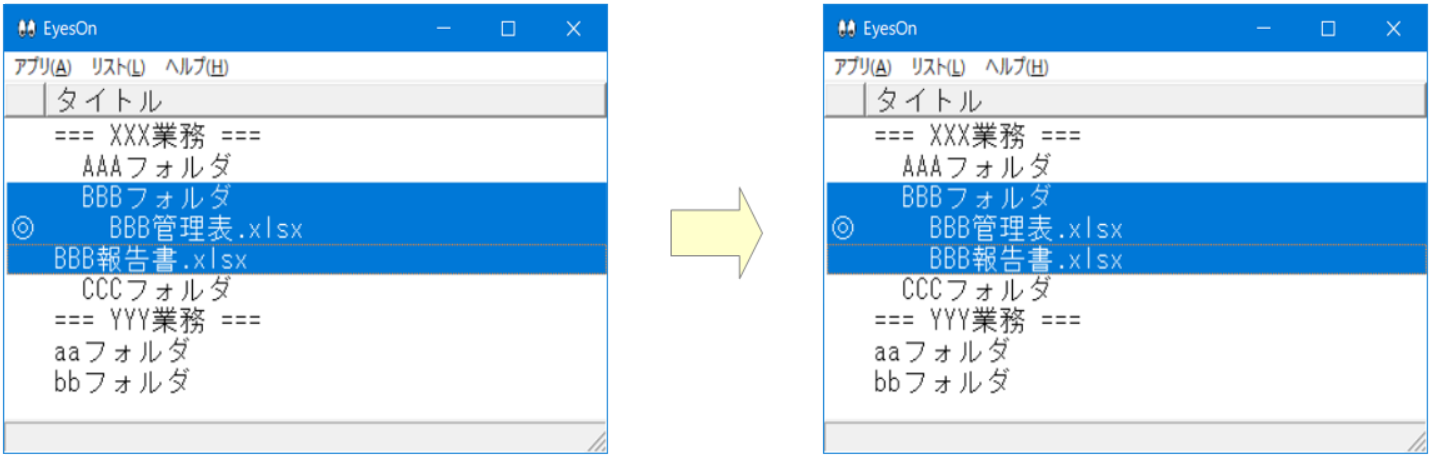 EyesOn
アプリ(A) リスト(L) ヘルプ(H)
タイトル
=== XXX業務 ===
AAAフォルダ
BBBフォルダ
◎ BBB管理表.xlsx
BBB報告書.xlsx
CCCフォルダ
=== YYY業務 ===
aaフォルダ
bbフォルダ
EyesOn
アプリ(A) リスト(L) ヘルプ(H)
タイトル
=== XXX業務 ===
AAAフォルダ
BBBフォルダ
◎ BBB管理表.xlsx
BBB報告書.xlsx
CCCフォルダ
=== YYY業務 ===
aaフォルダ
bbフォルダ